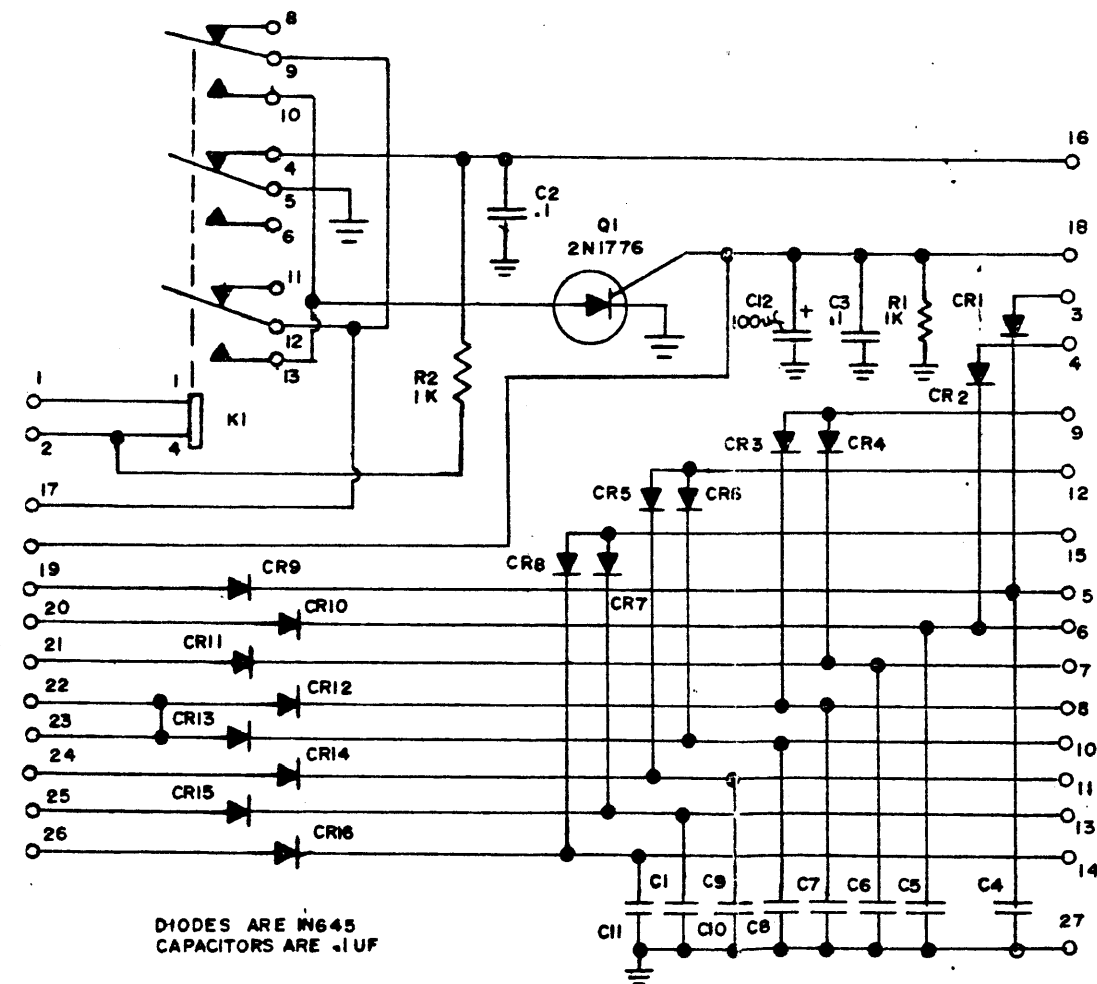 8
9
10
4
5
6
11
12
13
16
C2
.1
Q1
2N1776
18
C12
100uf
+
C3
.1
R1
1K
CR1
3
4
CR2
R2
1K
1
1
K1
2
4
CR3
CR4
9
17
CR5
CR6
12
CR8
CR7
15
19
CR9
5
20
CR10
6
21
CR11
7
22
CR12
8
23
CR13
10
24
CR14
11
25
CR15
13
26
CR16
14
C1
C9
C7
C6
C5
C4
C11
C10
C8
27
DIODES ARE IN645
CAPACITORS ARE .1UF